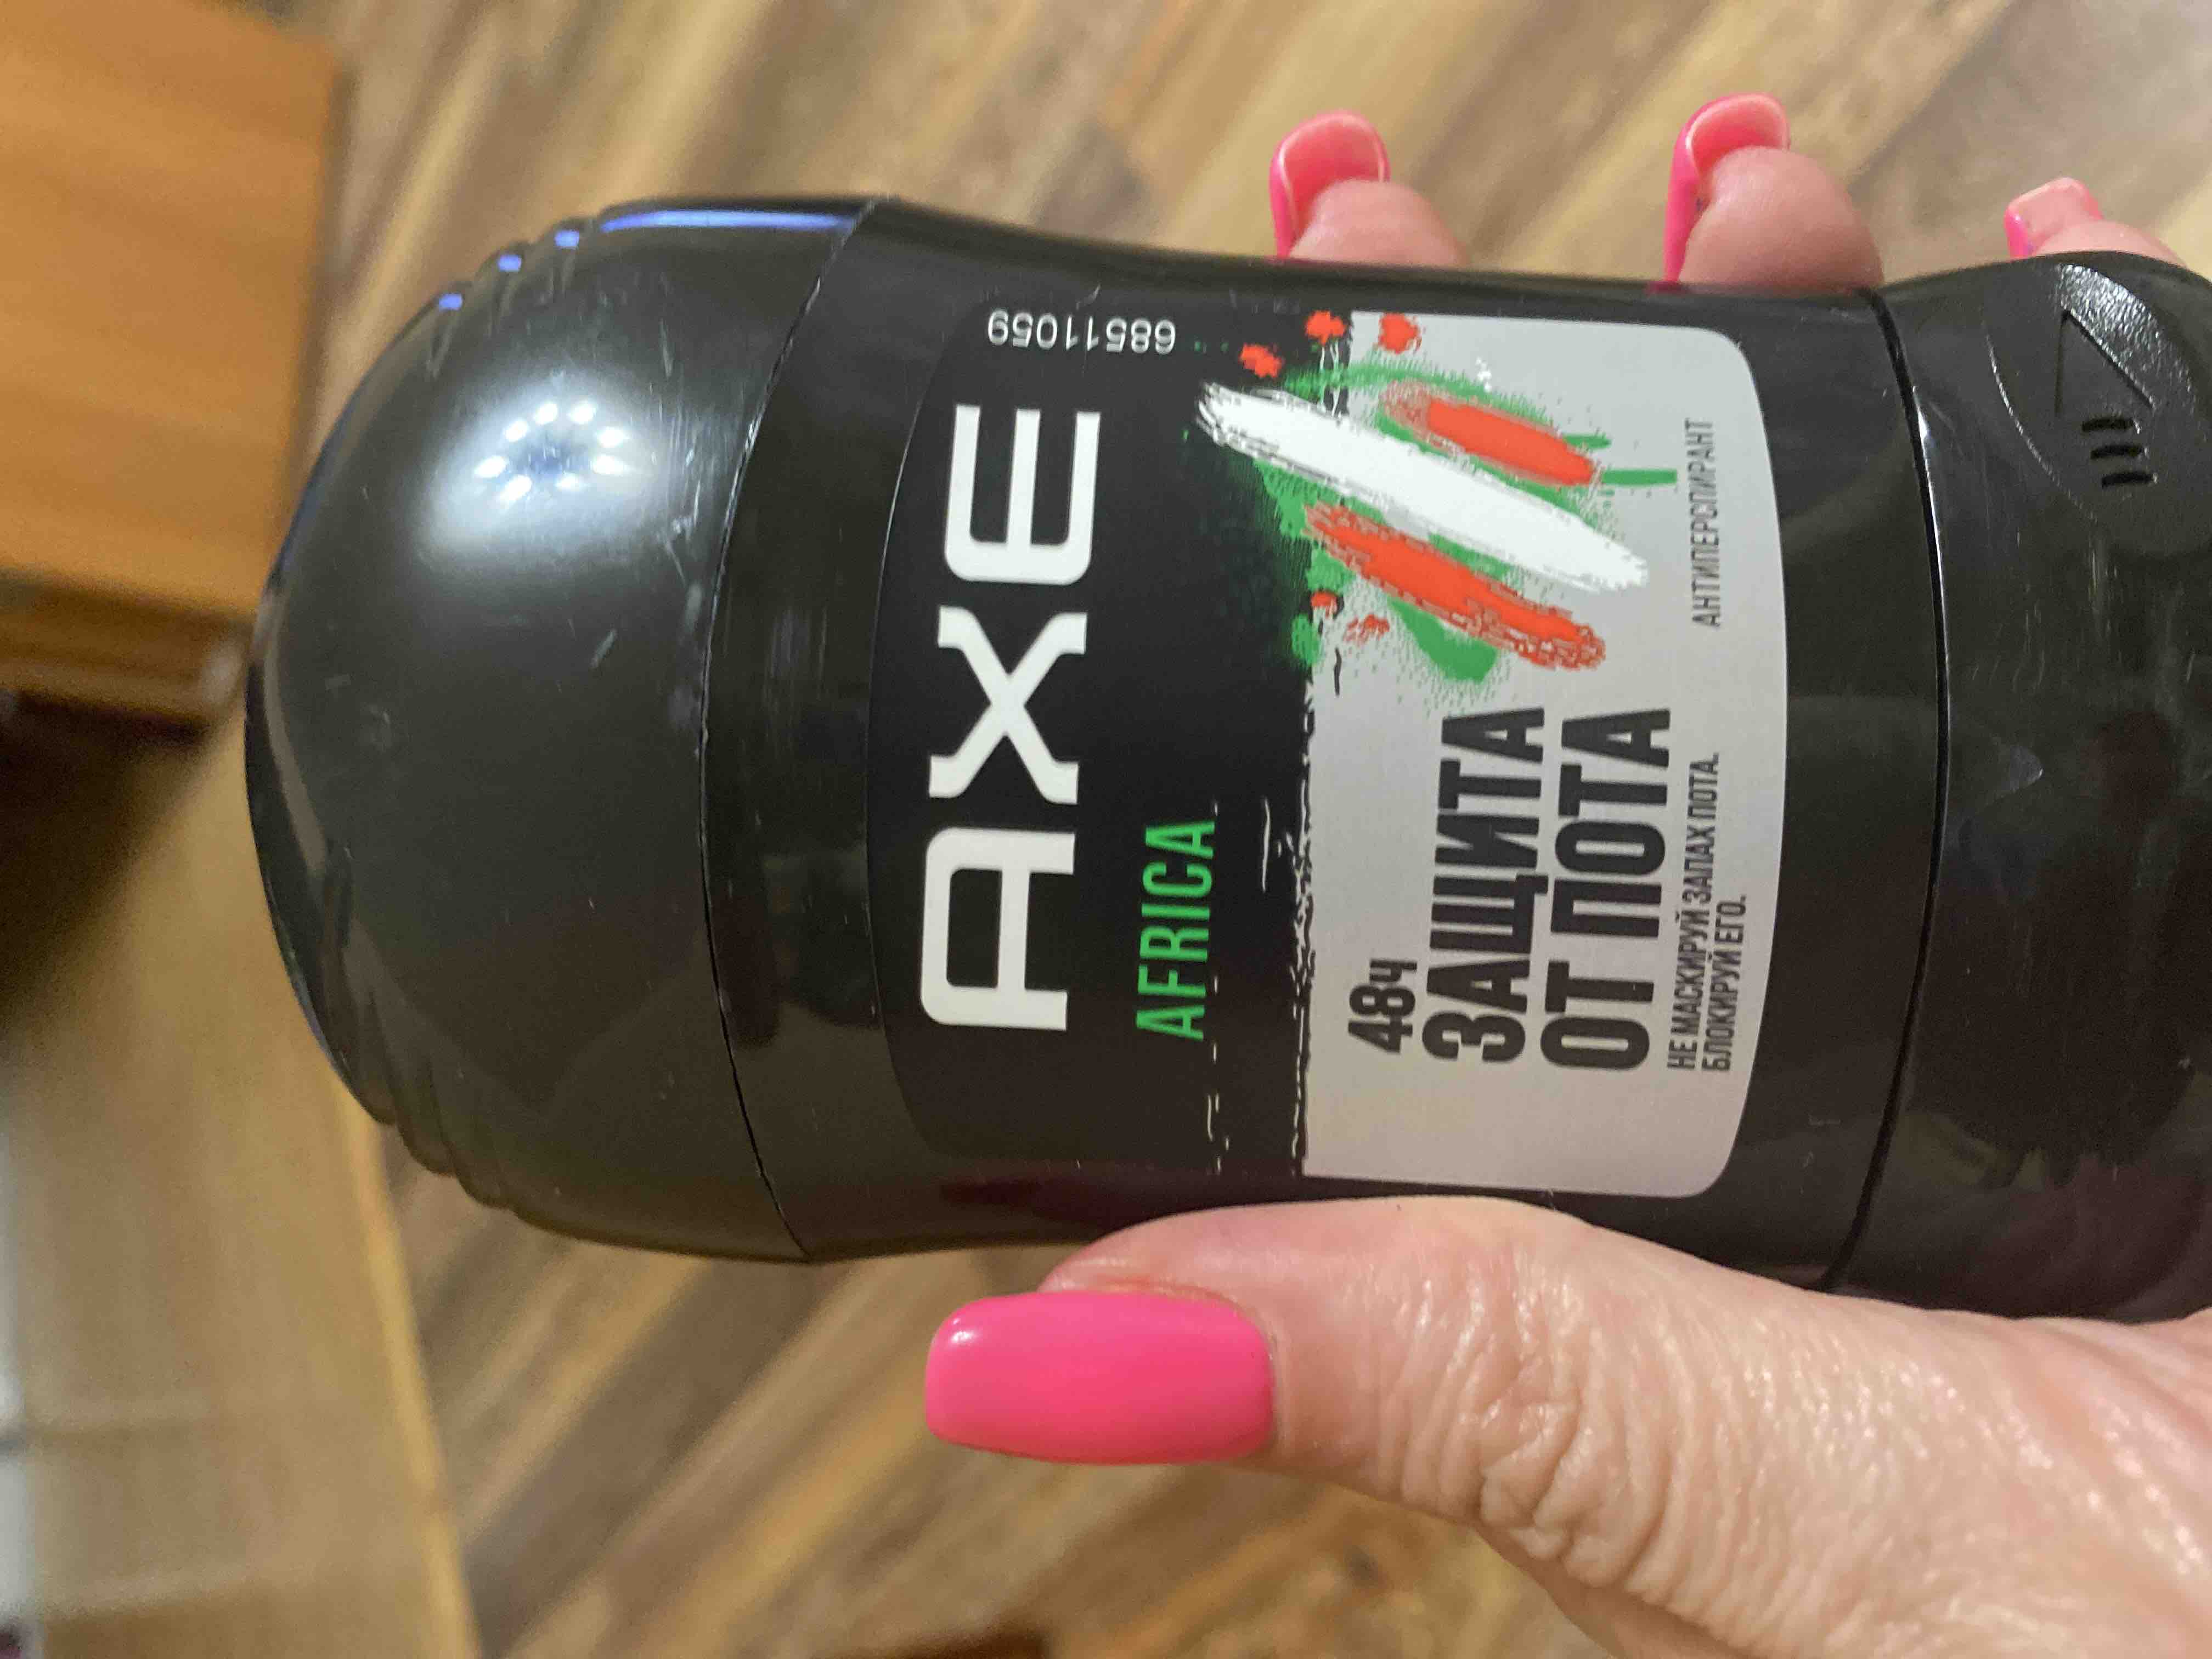 68511059
AXE
AFRICA
48Ч
ЗАЩИТА
ОТ ПОТА
НЕ МАСКИРУЙ ЗАПАХ ПОТА.
БЛОКИРУЙ ЕГО.
АНТИПЕРСПИРАНТ